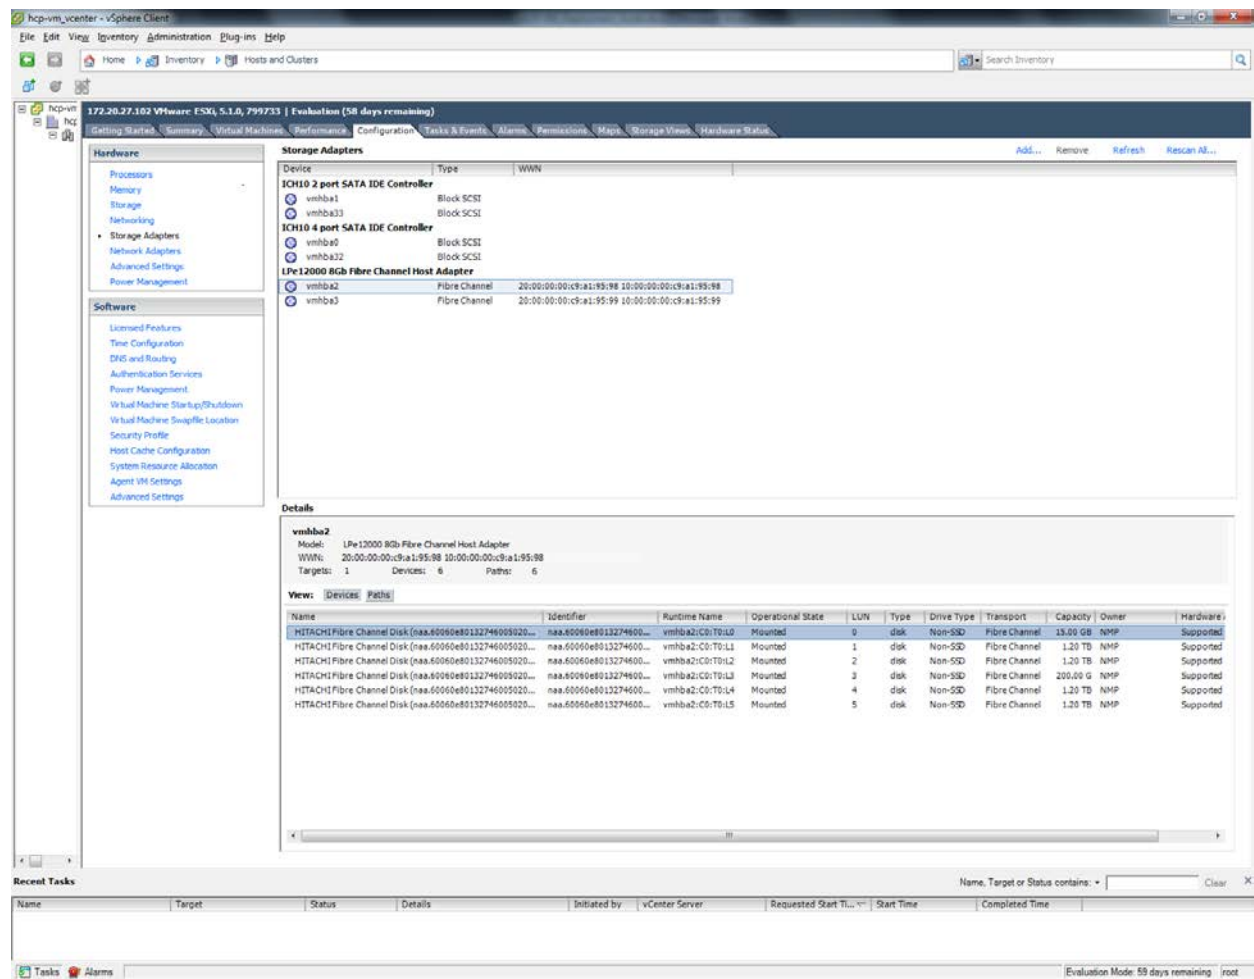 hcp-vm_vcenter - vSphere Client
File Edit View Inventory Administration Plug-ins Help
Home Inventory Hosts and Clusters
Search Inventory
hcp-vm
hcp
172.20.27.102 VMware ESXi, 5.1.0, 799733 | Evaluation (58 days remaining)
Getting Started Summary Virtual Machines Performance Configuration Tasks & Events Alarms Permissions Maps Storage Views Hardware Status
Hardware
Processors
Memory
Storage
Networking
Storage Adapters
Network Adapters
Advanced Settings
Power Management
Software
Licensed Features
Time Configuration
DNS and Routing
Authentication Services
Power Management
Virtual Machine Startup/Shutdown
Virtual Machine Swapfile Location
Security Profile
Host Cache Configuration
System Resource Allocation
Agent VM Settings
Advanced Settings
Storage Adapters Add... Remove Refresh Rescan All...
Device Type WWN
ICH10 2 port SATA IDE Controller
vmhba1 Block SCSI
vmhba33 Block SCSI
ICH10 4 port SATA IDE Controller
vmhba0 Block SCSI
vmhba32 Block SCSI
LPe12000 8Gb Fibre Channel Host Adapter
vmhba2 Fibre Channel 20:00:00:00:c9:a1:95:98 10:00:00:00:c9:a1:95:98
vmhba3 Fibre Channel 20:00:00:00:c9:a1:95:99 10:00:00:00:c9:a1:95:99
Details
vmhba2
Model: LPe12000 8Gb Fibre Channel Host Adapter
WWN: 20:00:00:00:c9:a1:95:98 10:00:00:00:c9:a1:95:98
Targets: 1 Devices: 6 Paths: 6
View: Devices Paths
Name Identifier Runtime Name Operational State LUN Type Drive Type Transport Capacity Owner Hardware
HITACHI Fibre Channel Disk (naa.60060e80132746005020... naa.60060e8013274600... vmhba2:C0:T0:L0 Mounted 0 disk Non-SSD Fibre Channel 15.00 GB NMP Supported
HITACHI Fibre Channel Disk (naa.60060e80132746005020... naa.60060e8013274600... vmhba2:C0:T0:L1 Mounted 1 disk Non-SSD Fibre Channel 1.20 TB NMP Supported
HITACHI Fibre Channel Disk (naa.60060e80132746005020... naa.60060e8013274600... vmhba2:C0:T0:L2 Mounted 2 disk Non-SSD Fibre Channel 1.20 TB NMP Supported
HITACHI Fibre Channel Disk (naa.60060e80132746005020... naa.60060e8013274600... vmhba2:C0:T0:L3 Mounted 3 disk Non-SSD Fibre Channel 200.00 G NMP Supported
HITACHI Fibre Channel Disk (naa.60060e80132746005020... naa.60060e8013274600... vmhba2:C0:T0:L4 Mounted 4 disk Non-SSD Fibre Channel 1.20 TB NMP Supported
HITACHI Fibre Channel Disk (naa.60060e80132746005020... naa.60060e8013274600... vmhba2:C0:T0:L5 Mounted 5 disk Non-SSD Fibre Channel 1.20 TB NMP Supported
Recent Tasks Name, Target or Status contains: Clear
Name Target Status Details Initiated by vCenter Server Requested Start Ti... Start Time Completed Time
Tasks Alarms Evaluation Mode: 59 days remaining root